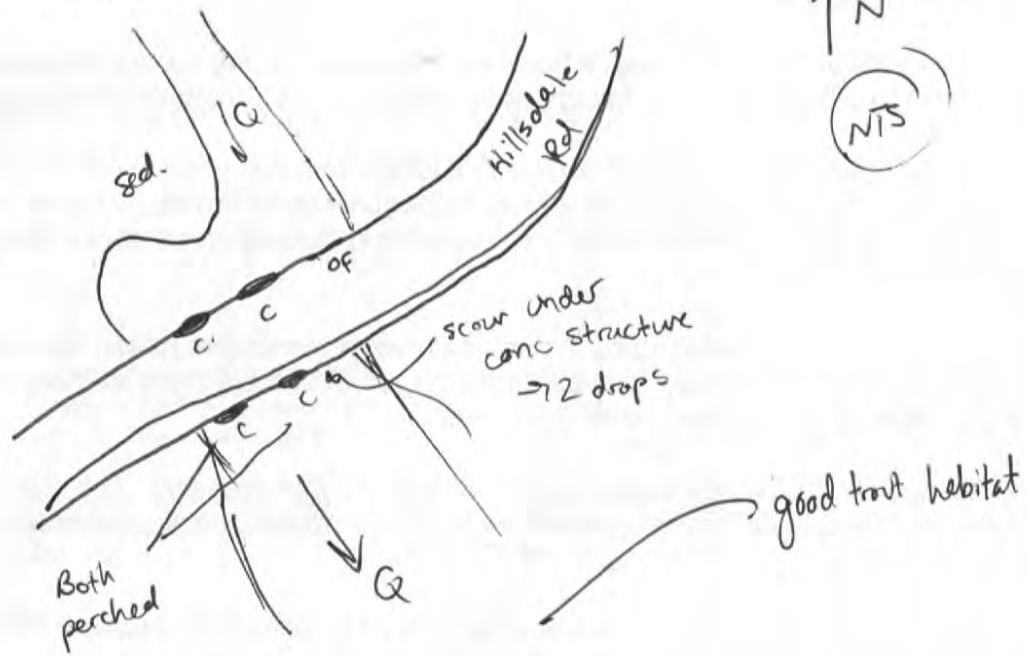 N
NTS
Hillsdale
Rd
Q
sed.
OF
C
C
scour under
conc structure
→ 2 drops
C
C
good trout habitat
Q
Both
perched